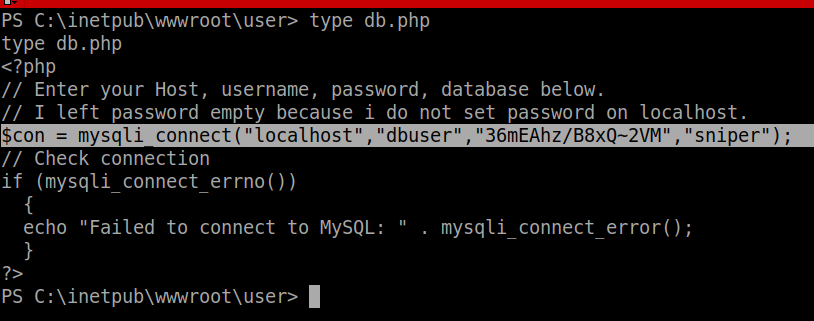 PS C:\inetpub\wwwroot\user> type db.php
type db.php
<?php
// Enter your Host, username, password, database below.
// I left password empty because i do not set password on localhost.
$con = mysqli_connect("localhost","dbuser","36mEAhz/B8xQ~2VM","sniper");
// Check connection
if (mysqli_connect_errno())
  {
  echo "Failed to connect to MySQL: " . mysqli_connect_error();
  }
?>
PS C:\inetpub\wwwroot\user>